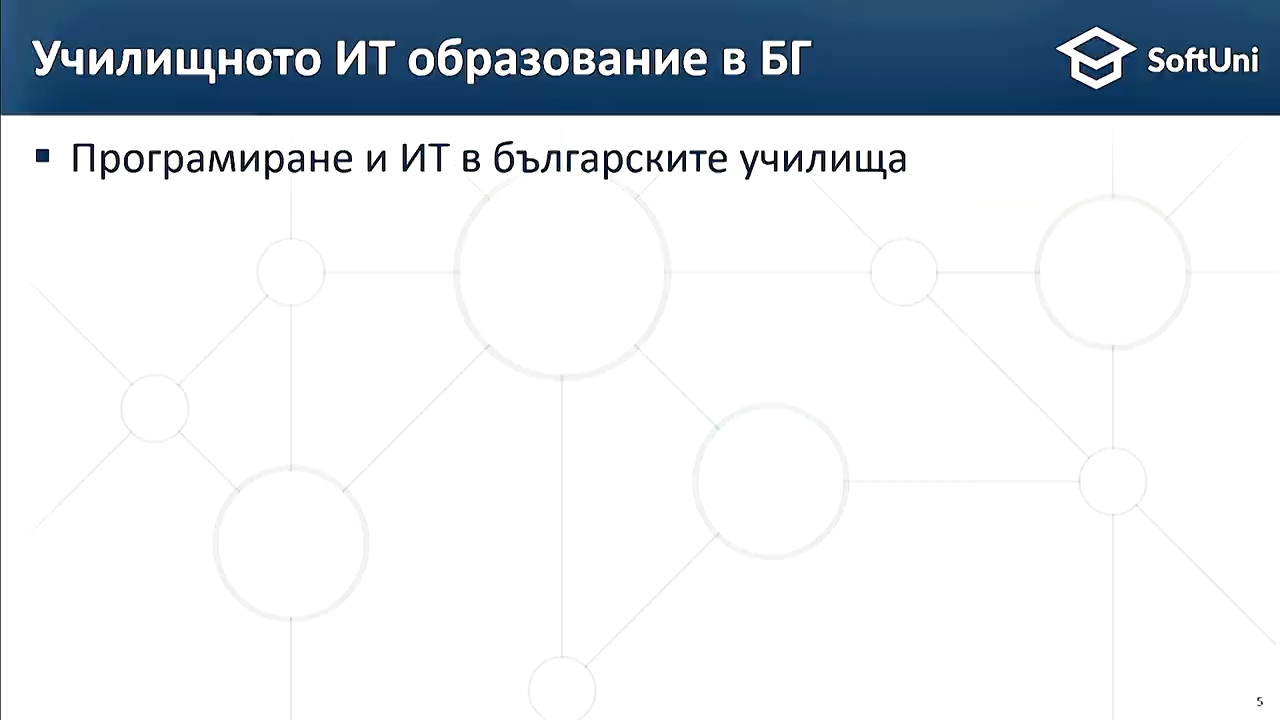 Училищното ИТ образование в БГ
SoftUni
▪ Програмиране и ИТ в българските училища
5